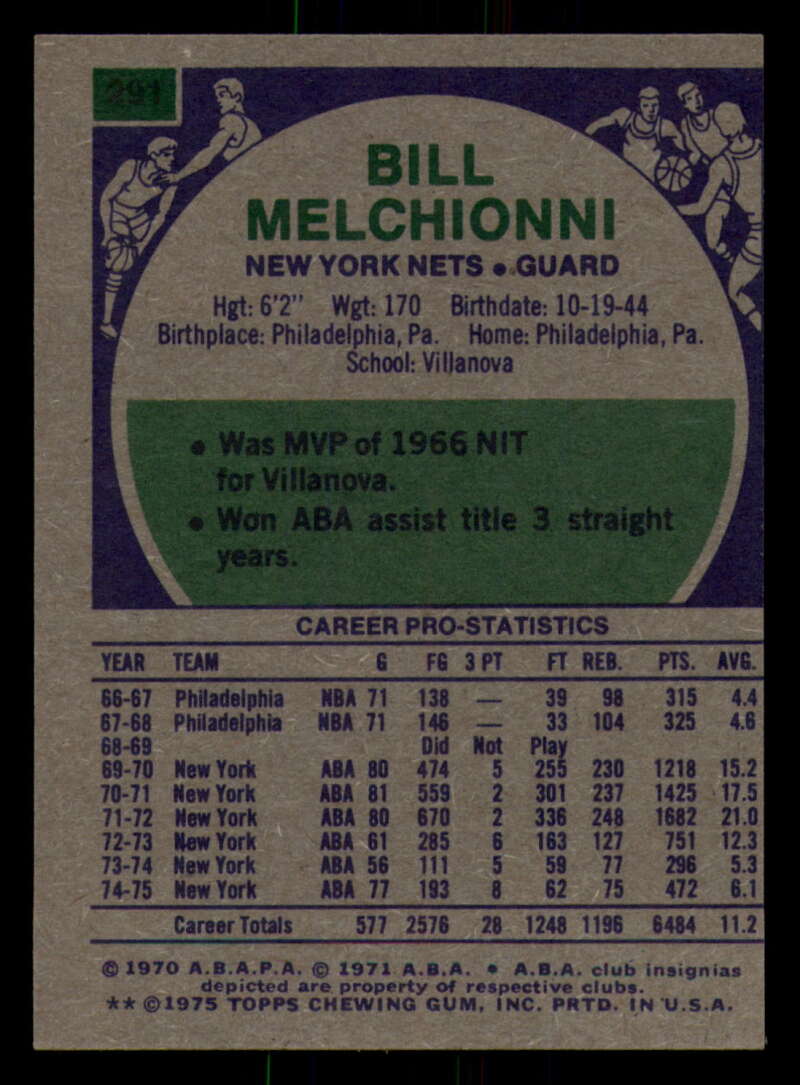 291
BILL
MELCHIONNI
NEW YORK NETS • GUARD
Hgt: 6'2" Wgt: 170 Birthdate: 10-19-44
Birthplace: Philadelphia, Pa. Home: Philadelphia, Pa.
School: Villanova
• Was MVP of 1966 NIT
for Villanova.
• Won ABA assist title 3 straight
years.
CAREER PRO-STATISTICS
YEAR TEAM G FG 3 PT FT REB. PTS. AVG.
66-67 Philadelphia NBA 71 138 — 39 98 315 4.4
67-68 Philadelphia NBA 71 146 — 33 104 325 4.6
68-69 Did Not Play
69-70 New York ABA 80 474 5 255 230 1218 15.2
70-71 New York ABA 81 559 2 301 237 1425 17.5
71-72 New York ABA 80 670 2 336 248 1682 21.0
72-73 New York ABA 61 285 6 163 127 751 12.3
73-74 New York ABA 56 111 5 59 77 296 5.3
74-75 New York ABA 77 193 8 62 75 472 6.1
Career Totals 577 2576 28 1248 1196 6484 11.2
© 1970 A.B.A.P.A. © 1971 A.B.A. • A.B.A. club insignias
depicted are property of respective clubs.
** ©1975 TOPPS CHEWING GUM, INC. PRTD. IN U.S.A.